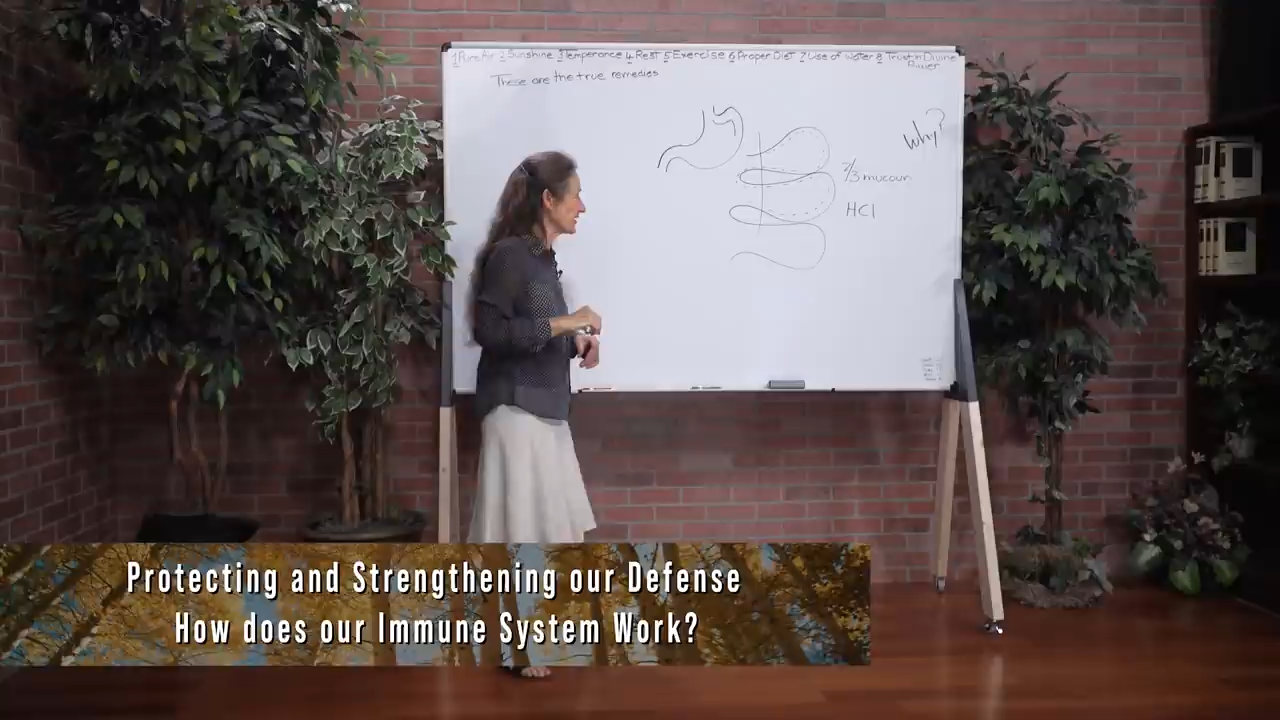 1 Pure Air 2 Sunshine 3 Temperance 4 Rest 5 Exercise 6 Proper Diet 7 Use of Water 8 Trust in Divine
Power
These are the true remedies
Why?
2/3 mucous
HCl
Protecting and Strengthening our Defense
How does our Immune System Work?